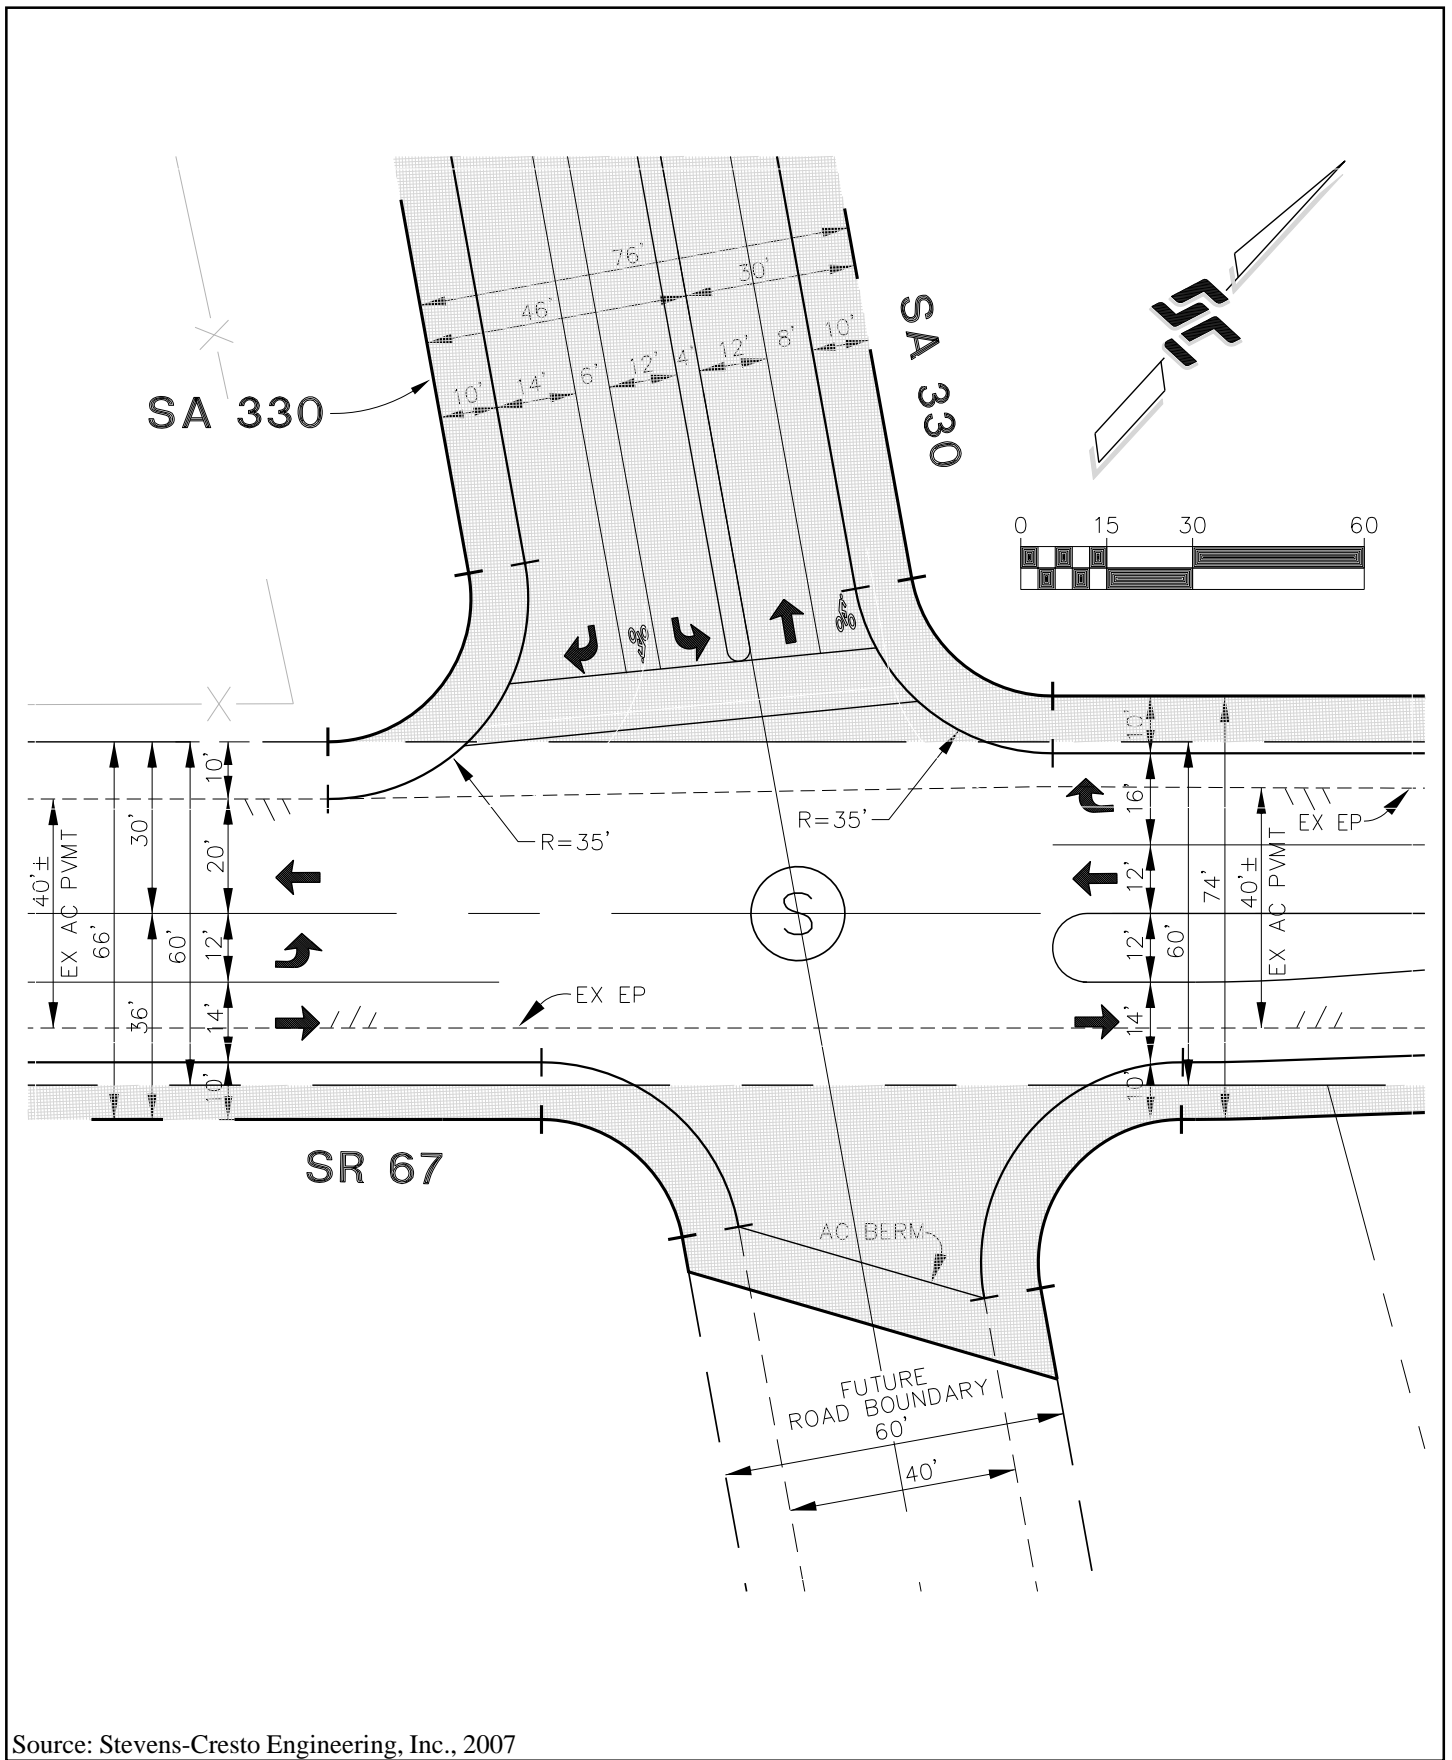 76'
30'
46'
10'
14'
6'
12'
4'
12'
8'
10'
SA 330
SA 330
0 15 30 60
R=35'
R=35'
40'±
EX AC PVMT
66'
30'
36'
60'
10'
20'
12'
14'
10'
EX EP
EX EP
10'
16'
12'
12'
14'
10'
60'
74'
40'±
EX AC PVMT
S
SR 67
AC BERM
FUTURE
ROAD BOUNDARY
60'
40'
Source: Stevens-Cresto Engineering, Inc., 2007